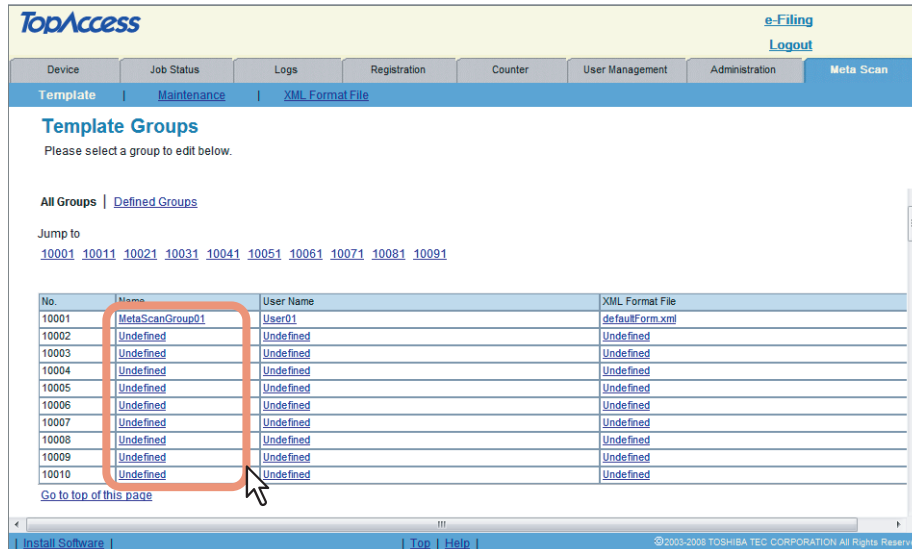 TopAccess
e-Filing
Logout
Device Job Status Logs Registration Counter User Management Administration Meta Scan
Template | Maintenance | XML Format File
Template Groups
Please select a group to edit below.
All Groups | Defined Groups
Jump to
10001 10011 10021 10031 10041 10051 10061 10071 10081 10091
No. Name User Name XML Format File
10001 MetaScanGroup01 User01 defaultForm.xml
10002 Undefined Undefined Undefined
10003 Undefined Undefined Undefined
10004 Undefined Undefined Undefined
10005 Undefined Undefined Undefined
10006 Undefined Undefined Undefined
10007 Undefined Undefined Undefined
10008 Undefined Undefined Undefined
10009 Undefined Undefined Undefined
10010 Undefined Undefined Undefined
Go to top of this page
| Install Software | | Top | Help | ©2003-2008 TOSHIBA TEC CORPORATION All Rights Reserve